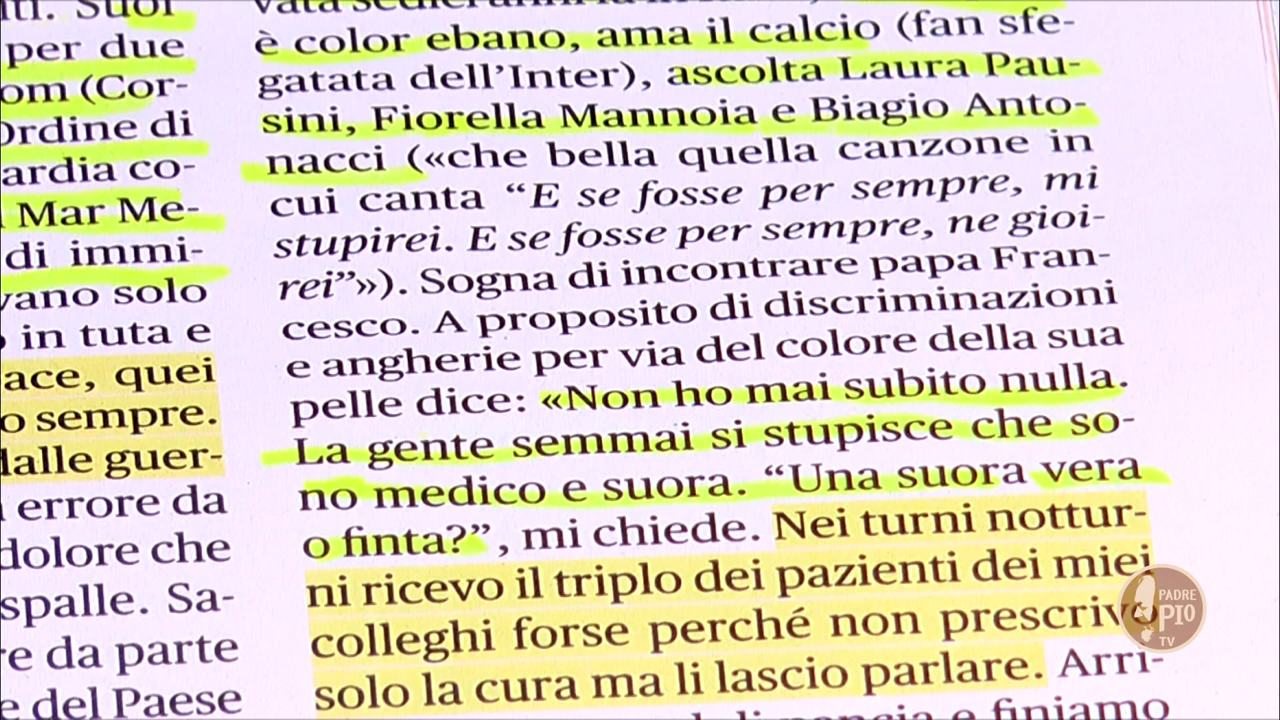 per due
om (Cor-
Ordine di
ardia co-
Mar Me-
di immi-
vano solo
in tuta e
ace, quei
o sempre.
dalle guer-
errore da
dolore che
spalle. Sa-
e da parte
e del Paese
è color ebano, ama il calcio (fan sfe-
gatata dell'Inter), ascolta Laura Pau-
sini, Fiorella Mannoia e Biagio Anto-
nacci («che bella quella canzone in
cui canta “E se fosse per sempre, mi
stupirei. E se fosse per sempre, ne gioi-
rei”»). Sogna di incontrare papa Fran-
cesco. A proposito di discriminazioni
e angherie per via del colore della sua
pelle dice: «Non ho mai subito nulla.
La gente semmai si stupisce che so-
no medico e suora. “Una suora vera
o finta?”, mi chiede. Nei turni nottur-
ni ricevo il triplo dei pazienti dei miei
colleghi forse perché non prescrivo
solo la cura ma li lascio parlare. Arri-
e finiamo
PADRE
PIO
TV